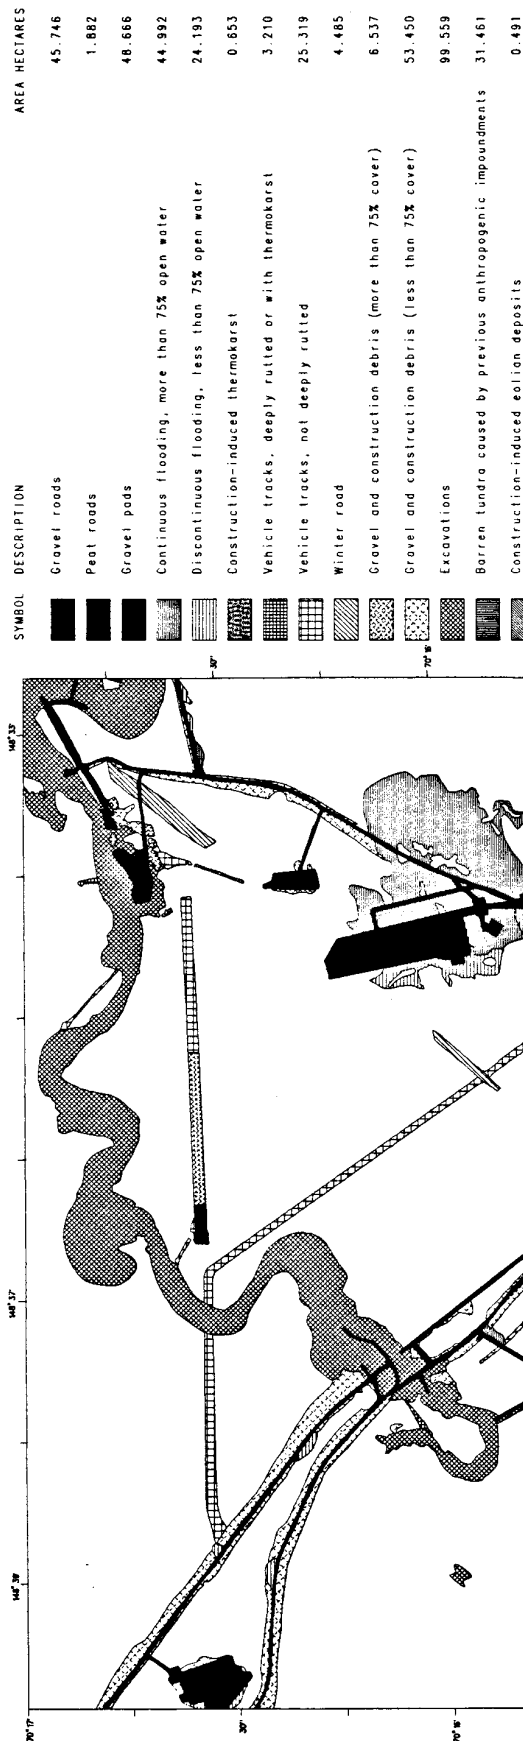 SYMBOL DESCRIPTION AREA HECTARES
Gravel roads 45.746
Peat roads 1.882
Gravel pads 48.666
Continuous flooding, more than 75% open water 44.992
Discontinuous flooding, less than 75% open water 24.193
Construction-induced thermokarst 0.653
Vehicle tracks, deeply rutted or with thermokarst 3.210
Vehicle tracks, not deeply rutted 25.319
Winter road 4.485
Gravel and construction debris (more than 75% cover) 6.537
Gravel and construction debris (less than 75% cover) 53.450
Excavations 99.559
Barren tundra caused by previous anthropogenic impoundments 31.461
Construction-induced eolian deposits 0.491
148° 39'
148° 37'
148° 33'
70° 17'
30"
30"
70° 16'
70° 16'